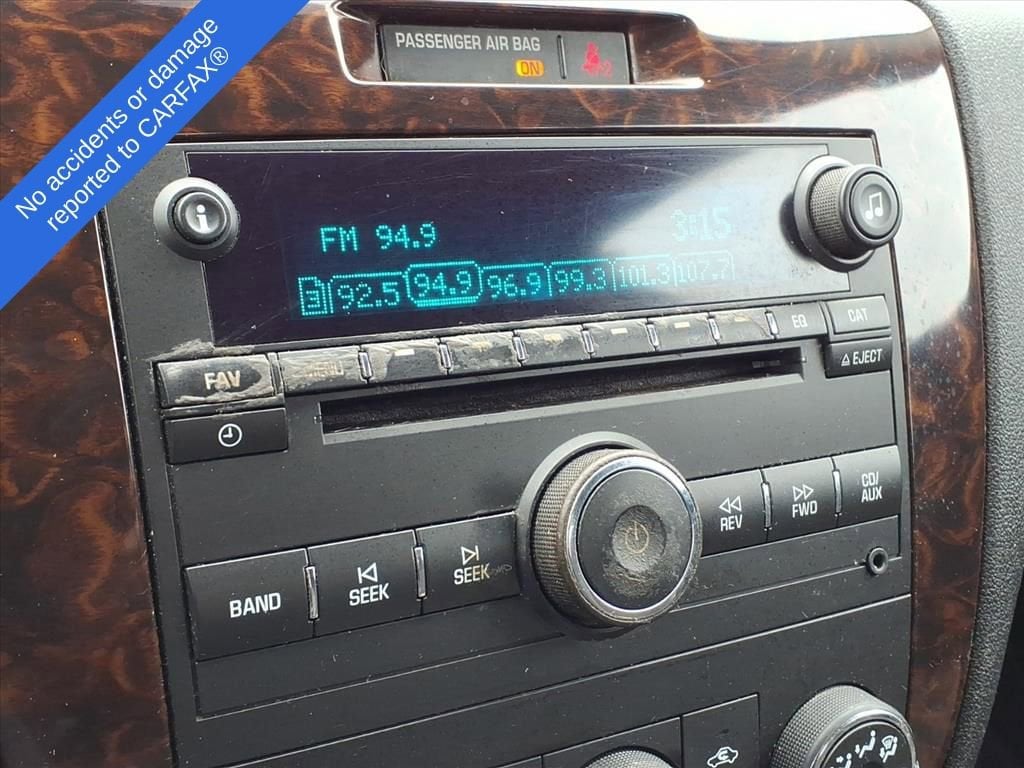 No accidents or damage
reported to CARFAX®
PASSENGER AIR BAG
ON
FM 94.9 3:15
3 92.5 94.9 96.9 99.3 101.3 107.7
FAV MENU EQ CAT
EJECT
REV FWD CD/
AUX
BAND SEEK SEEK